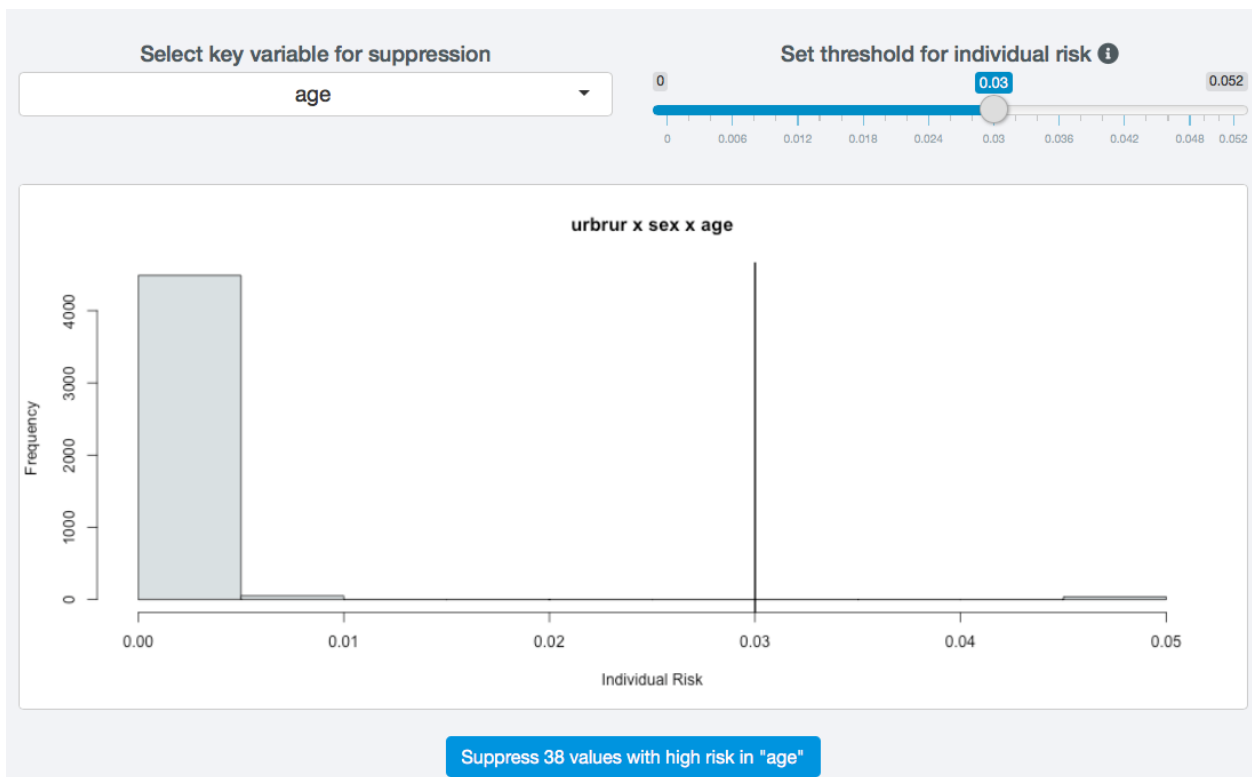 Select key variable for suppression
Set threshold for individual risk
age
0
0.03
0.052
0 0.006 0.012 0.018 0.024 0.03 0.036 0.042 0.048 0.052
urbrur x sex x age
Frequency
4000
3000
2000
1000
0
0.00 0.01 0.02 0.03 0.04 0.05
Individual Risk
Suppress 38 values with high risk in "age"